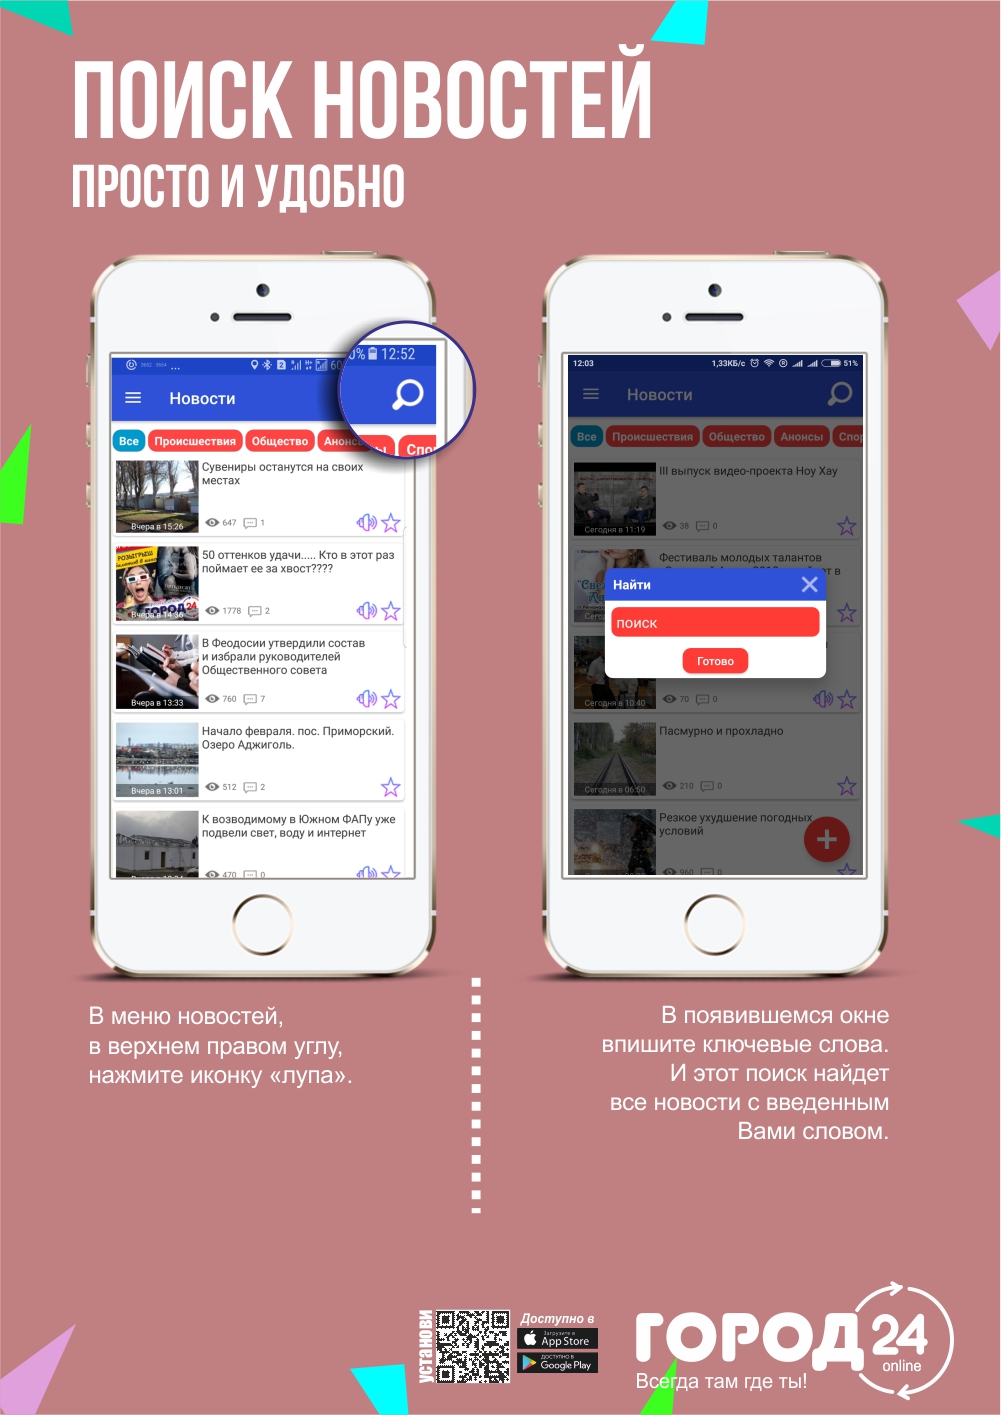 ПОИСК НОВОСТЕЙ
ПРОСТО И УДОБНО
0% 12:52
Новости
Все Происшествия Общество Анонсы Спо
Сувениры останутся на своих
местах
Вчера в 15:26 647 1
50 оттенков удачи..... Кто в этот раз
поймает ее за хвост????
РОЗЫГРЫШ
ГОРОД 24
Вчера в 14:36 1778 2
В Феодосии утвердили состав
и избрали руководителей
Общественного совета
Вчера в 13:33 760 7
Начало февраля. пос. Приморский.
Озеро Аджиголь.
Вчера в 13:01 512 2
К возводимому в Южном ФАПу уже
подвели свет, воду и интернет
470 0
12:03 1,33КБ/с 51%
Новости
Все Происшествия Общество Анонсы Спор
III выпуск видео-проекта Ноу Хау
Сегодня в 11:19 38 0
Фестиваль молодых талантов
Найти
ПОИСК
Готово
Сегодня в 10:40 70 0
Пасмурно и прохладно
Сегодня в 06:50 210 0
Резкое ухудшение погодных
условий
960 0
В меню новостей,
в верхнем правом углу,
нажмите иконку «лупа».
В появившемся окне
впишите ключевые слова.
И этот поиск найдет
все новости с введенным
Вами словом.
УСТАНОВИ
Доступно в
Загрузите в
App Store
ДОСТУПНО В
Google Play
ГОРОД 24
online
Всегда там где ты!